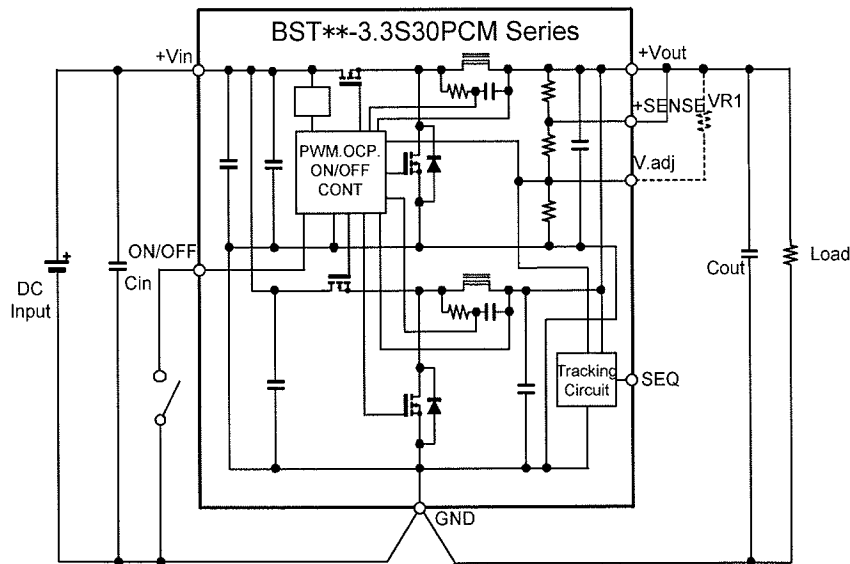 BST**-3.3S30PCM Series
+Vin
+Vout
+SENSE
VR1
PWM.OCP.
ON/OFF
CONT
V.adj
ON/OFF
Cin
DC
Input
Cout
Load
Tracking
Circuit
SEQ
GND